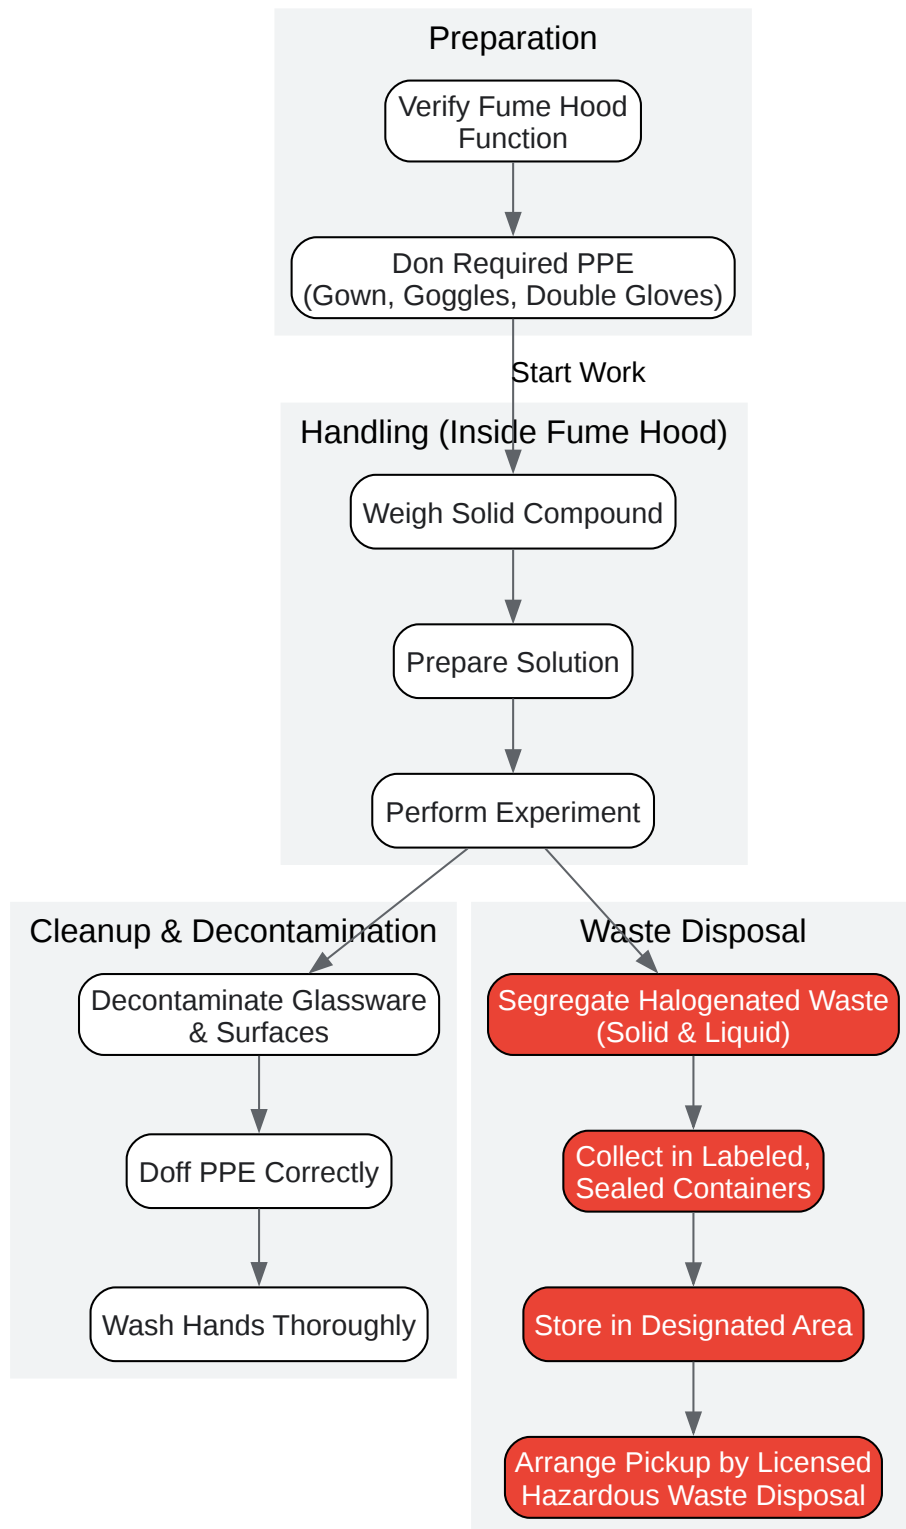 Preparation
Verify Fume Hood
Function
Don Required PPE
(Gown, Goggles, Double Gloves)
Start Work
Handling (Inside Fume Hood)
Weigh Solid Compound
Prepare Solution
Perform Experiment
Cleanup & Decontamination
Decontaminate Glassware
& Surfaces
Doff PPE Correctly
Wash Hands Thoroughly
Waste Disposal
Segregate Halogenated Waste
(Solid & Liquid)
Collect in Labeled,
Sealed Containers
Store in Designated Area
Arrange Pickup by Licensed
Hazardous Waste Disposal